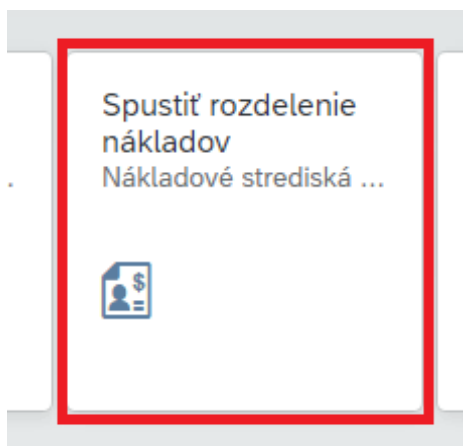 Spustiť rozdelenie
nákladov
Nákladové strediská ...
.
$